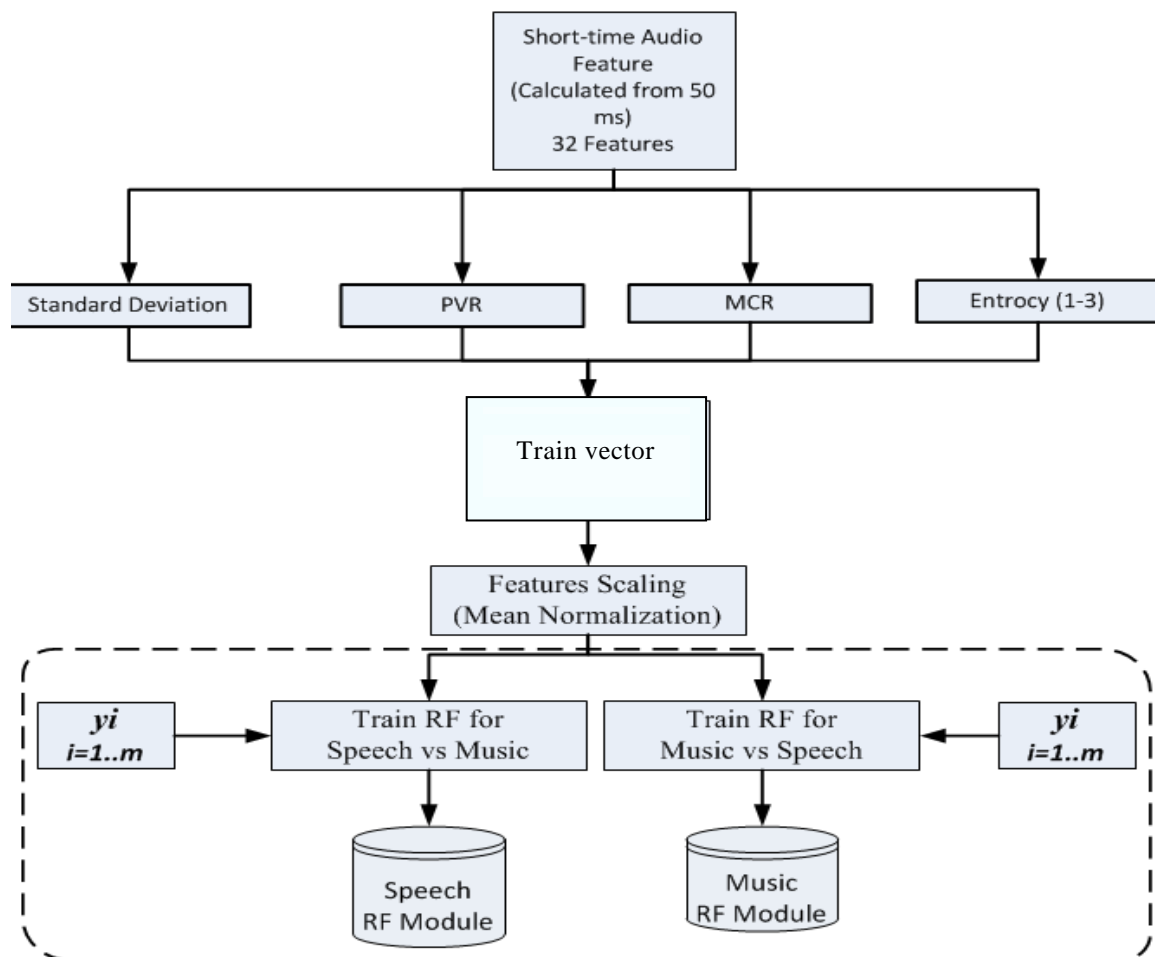 Short-time Audio
Feature
(Calculated from 50
ms)
32 Features
Standard Deviation
PVR
MCR
Entrocy (1-3)
Train vector
Features Scaling
(Mean Normalization)
yi
i=1..m
Train RF for
Speech vs Music
Train RF for
Music vs Speech
yi
i=1..m
Speech
RF Module
Music
RF Module